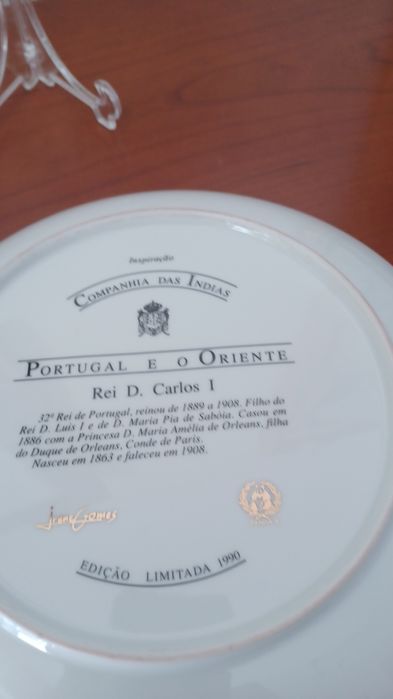 Inspiração
COMPANHIA DAS INDIAS
PORTUGAL E O ORIENTE
Rei D. Carlos I
32º Rei de Portugal, reinou de 1889 a 1908. Filho do
Rei D. Luis I e de D. Maria Pia de Sabóia. Casou em
1886 com a Princesa D. Maria Amélia de Orleans, filha
do Duque de Orleans, Conde de Paris.
Nasceu em 1863 e faleceu em 1908.
Irene Gomes
EDIÇÃO LIMITADA 1990